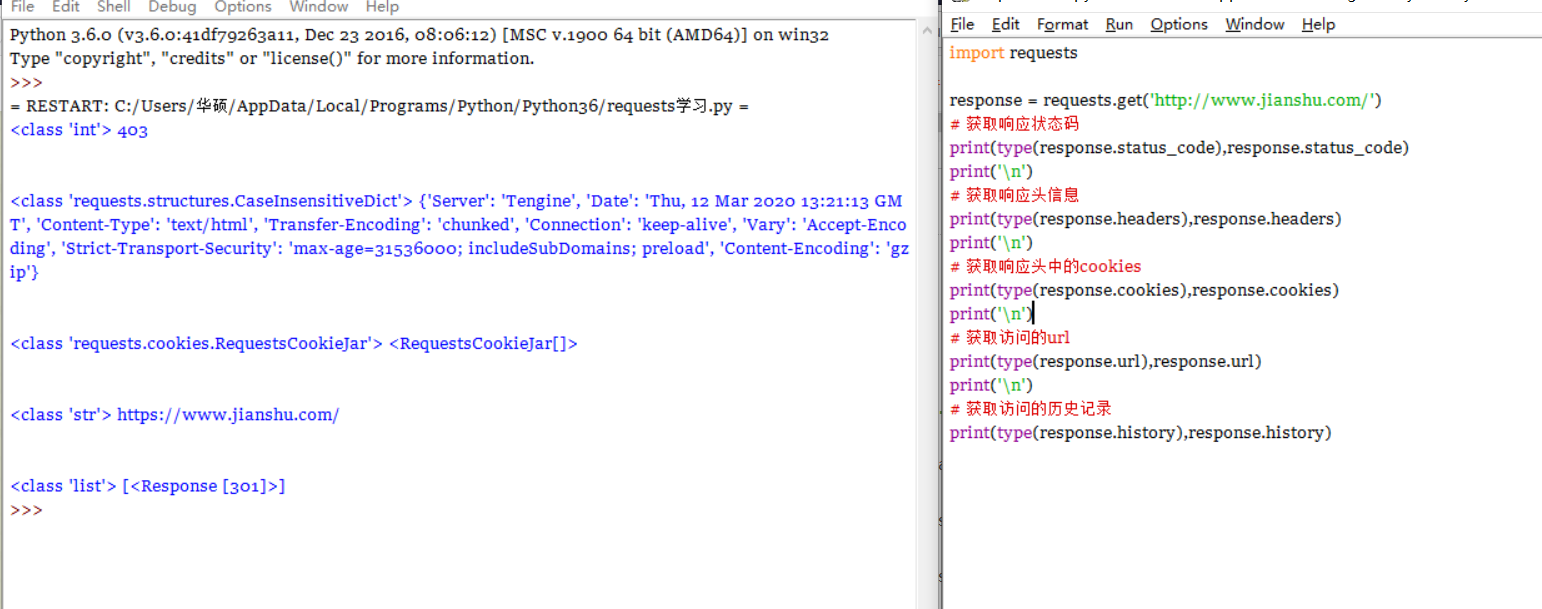 File Edit Shell Debug Options Window Help
Python 3.6.0 (v3.6.0:41df79263a11, Dec 23 2016, 08:06:12) [MSC v.1900 64 bit (AMD64)] on win32
Type "copyright", "credits" or "license()" for more information.
>>>
= RESTART: C:/Users/华硕/AppData/Local/Programs/Python/Python36/requests学习.py =
<class 'int'> 403
<class 'requests.structures.CaseInsensitiveDict'> {'Server': 'Tengine', 'Date': 'Thu, 12 Mar 2020 13:21:13 GM
T', 'Content-Type': 'text/html', 'Transfer-Encoding': 'chunked', 'Connection': 'keep-alive', 'Vary': 'Accept-Enco
ding', 'Strict-Transport-Security': 'max-age=31536000; includeSubDomains; preload', 'Content-Encoding': 'gz
ip'}
<class 'requests.cookies.RequestsCookieJar'> <RequestsCookieJar[]>
<class 'str'> https://www.jianshu.com/
<class 'list'> [<Response [301]>]
>>>
File Edit Format Run Options Window Help
import requests
response = requests.get('http://www.jianshu.com/')
# 获取响应状态码
print(type(response.status_code),response.status_code)
print('\n')
# 获取响应头信息
print(type(response.headers),response.headers)
print('\n')
# 获取响应头中的cookies
print(type(response.cookies),response.cookies)
print('\n')
# 获取访问的url
print(type(response.url),response.url)
print('\n')
# 获取访问的历史记录
print(type(response.history),response.history)